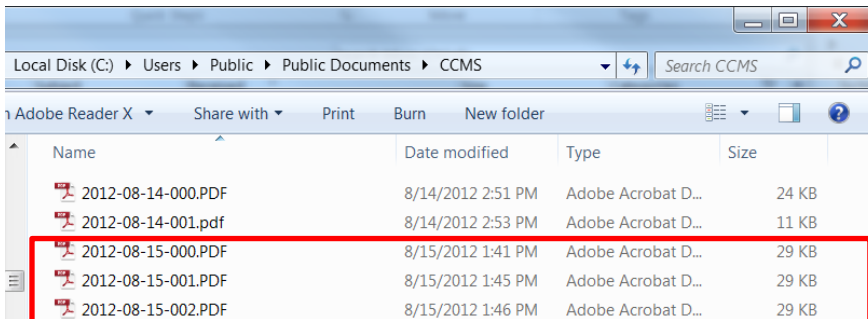 Local Disk (C:) ▸ Users ▸ Public ▸ Public Documents ▸ CCMS Search CCMS
Adobe Reader X Share with Print Burn New folder
Name Date modified Type Size
2012-08-14-000.PDF 8/14/2012 2:51 PM Adobe Acrobat D... 24 KB
2012-08-14-001.pdf 8/14/2012 2:53 PM Adobe Acrobat D... 11 KB
2012-08-15-000.PDF 8/15/2012 1:41 PM Adobe Acrobat D... 29 KB
2012-08-15-001.PDF 8/15/2012 1:45 PM Adobe Acrobat D... 29 KB
2012-08-15-002.PDF 8/15/2012 1:46 PM Adobe Acrobat D... 29 KB